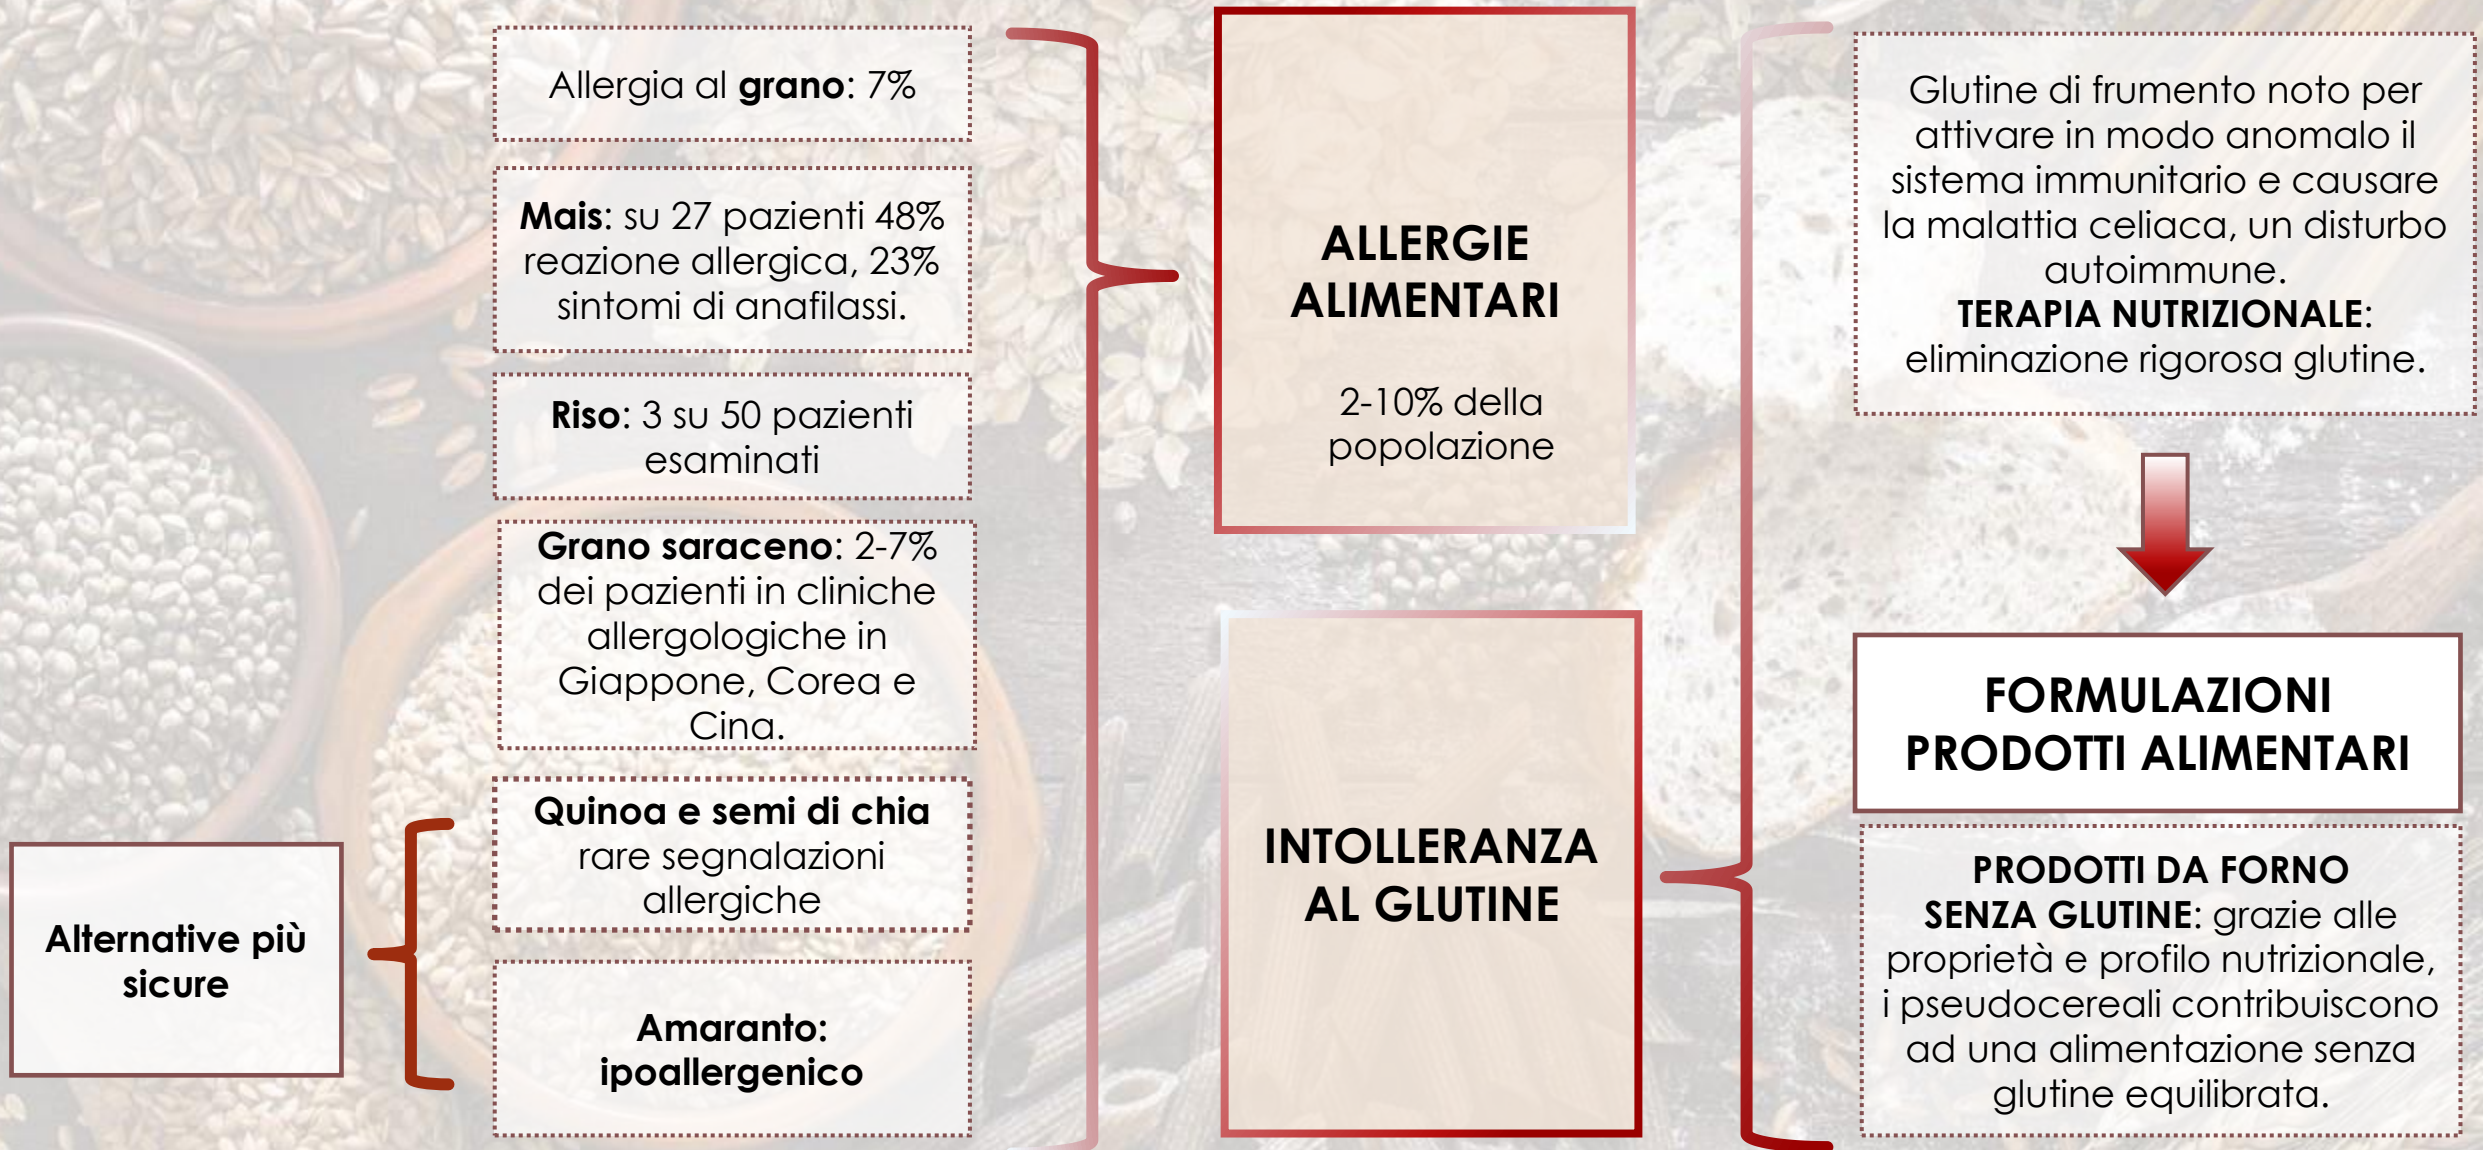 Allergia al grano: 7%
Mais: su 27 pazienti 48%
reazione allergica, 23%
sintomi di anafilassi.
Riso: 3 su 50 pazienti
esaminati
Grano saraceno: 2-7%
dei pazienti in cliniche
allergologiche in
Giappone, Corea e
Cina.
Quinoa e semi di chia
rare segnalazioni
allergiche
Amaranto:
ipoallergenico
Alternative più
sicure
ALLERGIE
ALIMENTARI
2-10% della
popolazione
INTOLLERANZA
AL GLUTINE
Glutine di frumento noto per
attivare in modo anomalo il
sistema immunitario e causare
la malattia celiaca, un disturbo
autoimmune.
TERAPIA NUTRIZIONALE:
eliminazione rigorosa glutine.
FORMULAZIONI
PRODOTTI ALIMENTARI
PRODOTTI DA FORNO
SENZA GLUTINE: grazie alle
proprietà e profilo nutrizionale,
i pseudocereali contribuiscono
ad una alimentazione senza
glutine equilibrata.